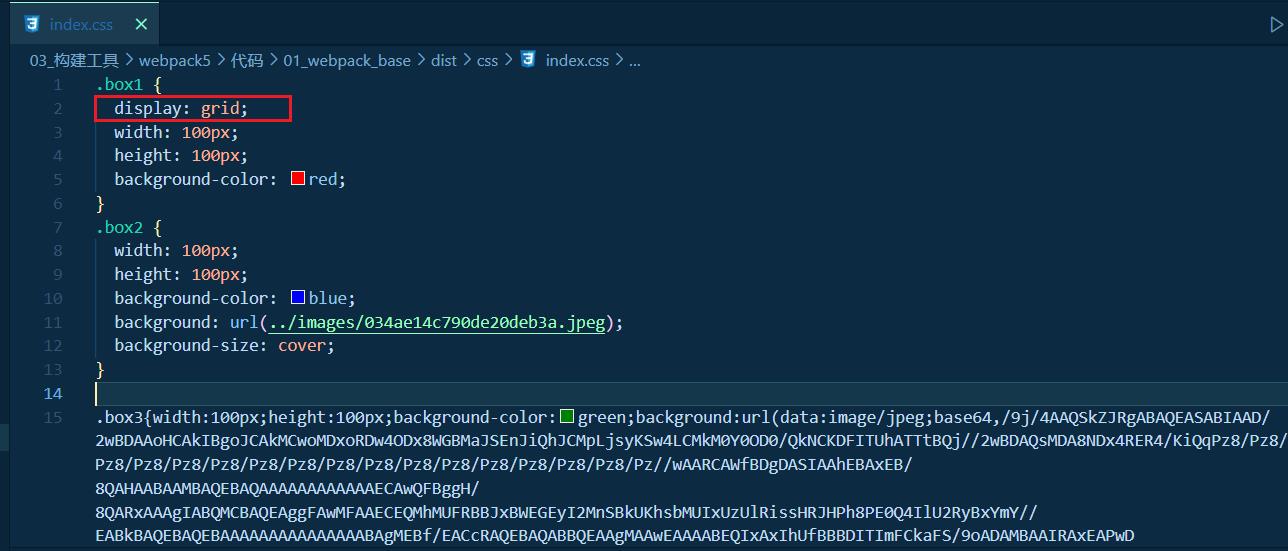 index.css
03_构建工具 > webpack5 > 代码 > 01_webpack_base > dist > css > index.css > ...
1 .box1 {
2 display: grid;
3 width: 100px;
4 height: 100px;
5 background-color: red;
6 }
7 .box2 {
8 width: 100px;
9 height: 100px;
10 background-color: blue;
11 background: url(../images/034ae14c790de20deb3a.jpeg);
12 background-size: cover;
13 }
14
15 .box3{width:100px;height:100px;background-color:green;background:url(data:image/jpeg;base64,/9j/4AAQSkZJRgABAQEASABIAAD/
2wBDAAoHCAkIBgoJCAkMCwoMDxoRDw4ODx8WGBMaJSEnJiQhJCMpLjsyKSw4LCMkM0Y0OD0/QkNCKDFITUhATTtBQj//2wBDAQsMDA8NDx4RER4/KiQqPz8/Pz8/
Pz8/Pz8/Pz8/Pz8/Pz8/Pz8/Pz8/Pz8/Pz8/Pz8/Pz8/Pz8/Pz//wAARCAWfBDgDASIAAhEBAxEB/
8QAHAABAAMBAQEBAQAAAAAAAAAAAAECAwQFBggH/
8QARxAAAgIABQMCBAQEAggFAwMFAAECEQMhMUFRBBJxBWEGEyI2MnSBkUKhsbMUIxUzUlRissHRJHPh8PE0Q4IlU2RyBxYmY//
EABkBAQEBAQEBAAAAAAAAAAAAAAABAgMEBf/EACcRAQEBAQABBQEAAgMAAwEAAAABEQIxAxIhUfBBBDITImFCkaFS/9oADAMBAAIRAxEAPwD